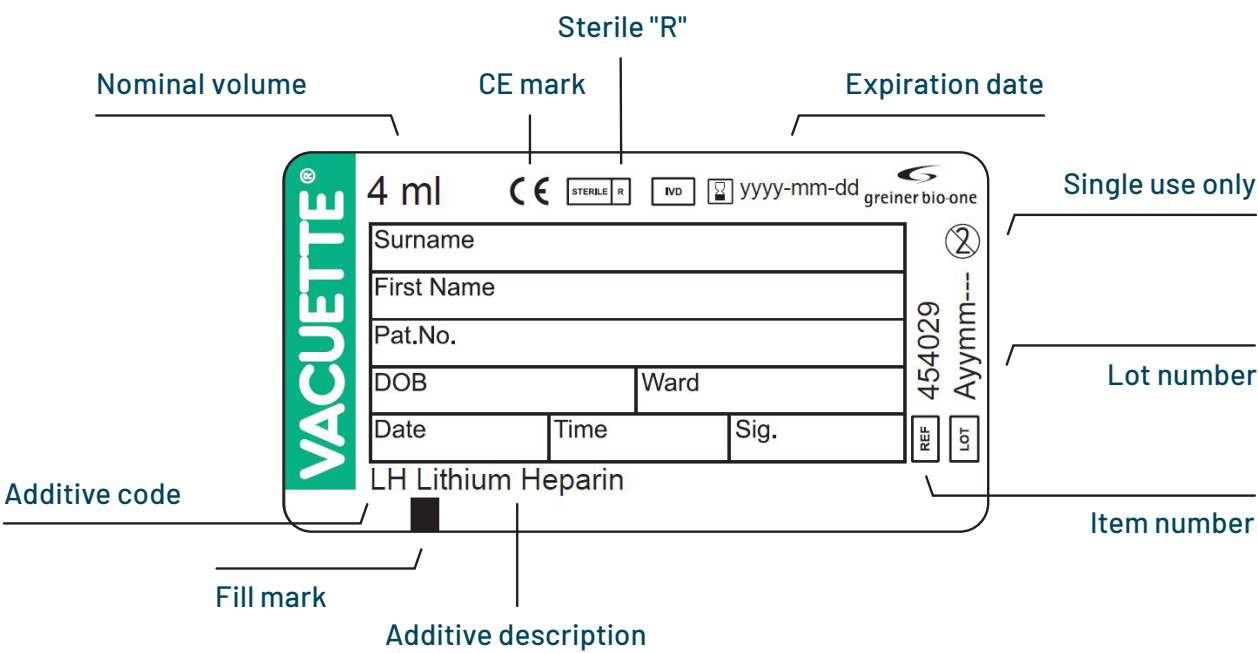 Sterile "R"
Nominal volume
CE mark
Expiration date
VACUETTE®
4 ml
CE
STERILE R
IVD
yyyy-mm-dd
greiner bio-one
Single use only
2
Surname
First Name
Pat.No.
DOB
Ward
Date
Time
Sig.
REF 454029
LOT Ayymm---
Lot number
LH Lithium Heparin
Additive code
Item number
Fill mark
Additive description